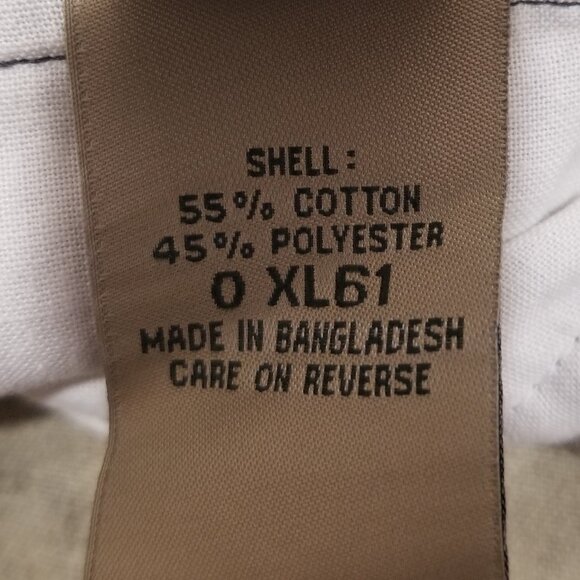 SHELL:
55% COTTON
45% POLYESTER
0 XL61
MADE IN BANGLADESH
CARE ON REVERSE